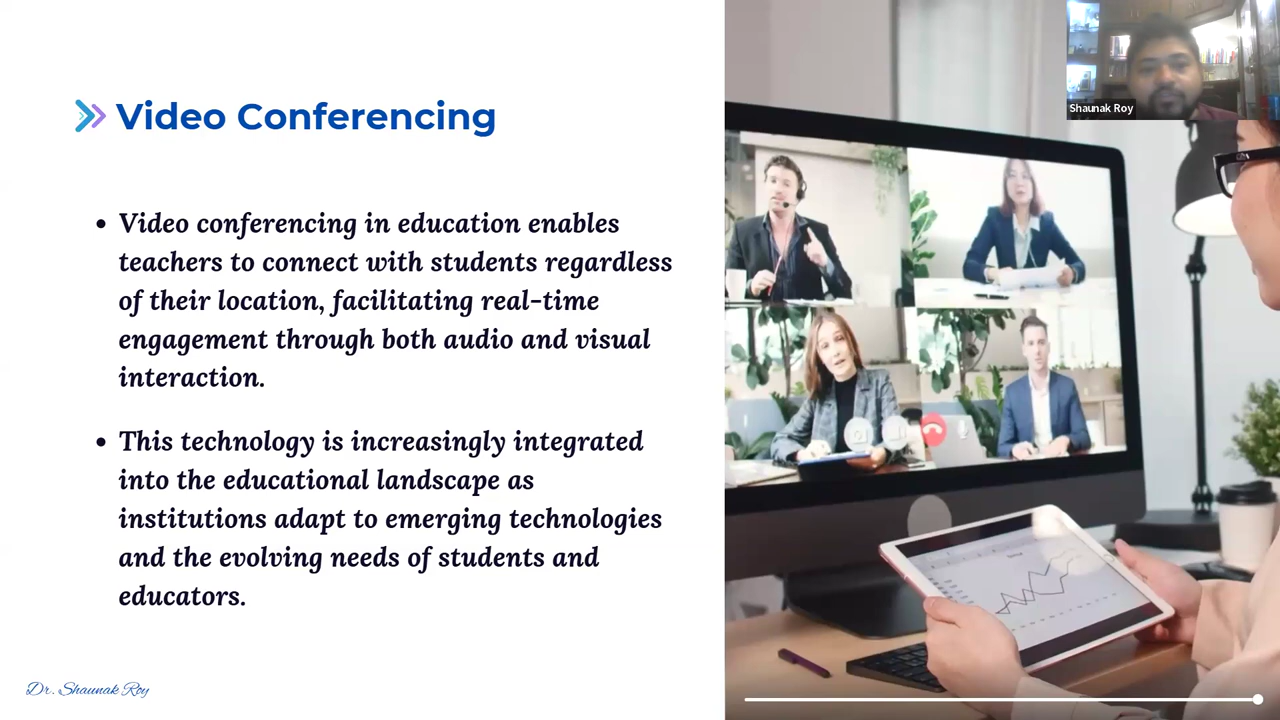 Shaunak Roy
Video Conferencing
• Video conferencing in education enables
teachers to connect with students regardless
of their location, facilitating real-time
engagement through both audio and visual
interaction.
• This technology is increasingly integrated
into the educational landscape as
institutions adapt to emerging technologies
and the evolving needs of students and
educators.
Dr. Shaunak Roy